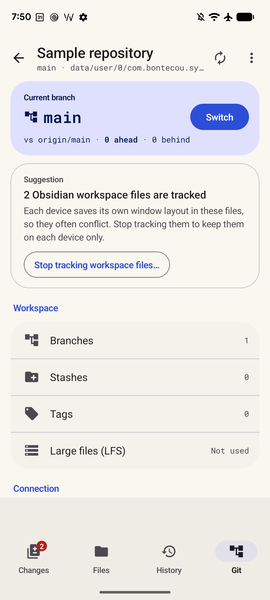 7:50
Sample repository
main · data/user/0/com.bontecou.sy…
Current branch
main
Switch
vs origin/main · 0 ahead · 0 behind
Suggestion
2 Obsidian workspace files are tracked
Each device saves its own window layout in these files,
so they often conflict. Stop tracking them to keep them
on each device only.
Stop tracking workspace files…
Workspace
Branches 1
Stashes 0
Tags 0
Large files (LFS) Not used
Connection
2
Changes Files History Git